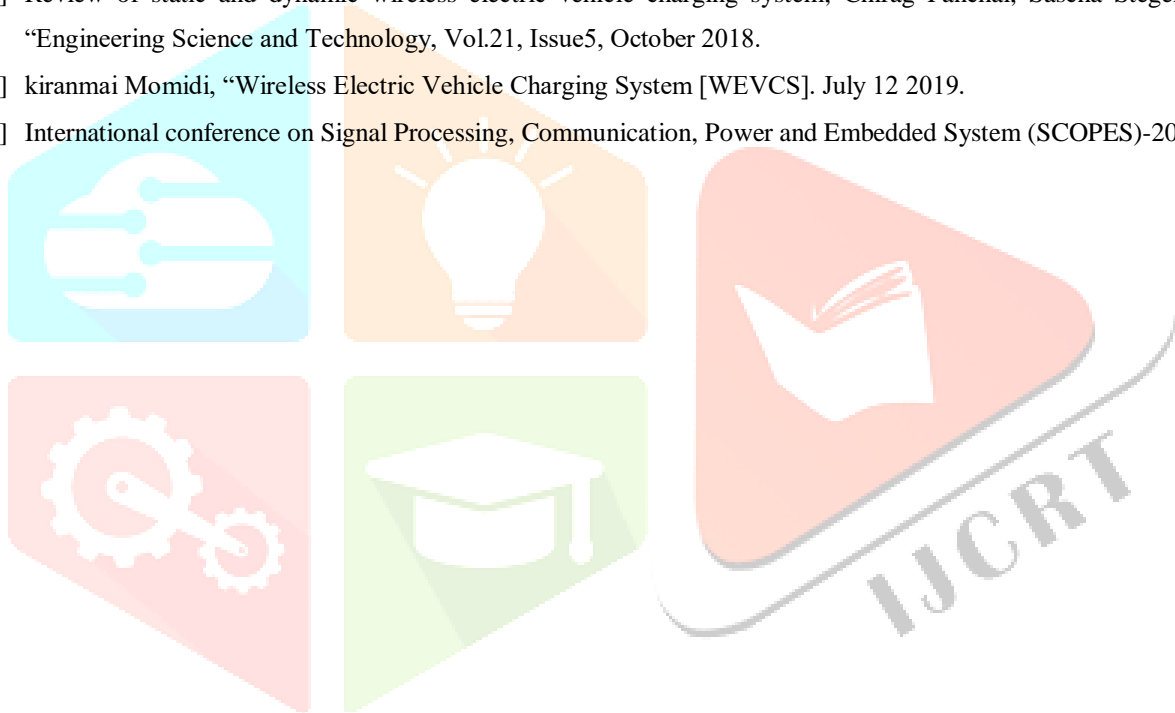 ] Review of static and dynamic wireless electric vehicle charging system, Chirag Panchal, Sascha Stege
“Engineering Science and Technology, Vol.21, Issue5, October 2018.
] kiranmai Momidi, “Wireless Electric Vehicle Charging System [WEVCS]. July 12 2019.
] International conference on Signal Processing, Communication, Power and Embedded System (SCOPES)-20
IJCRT